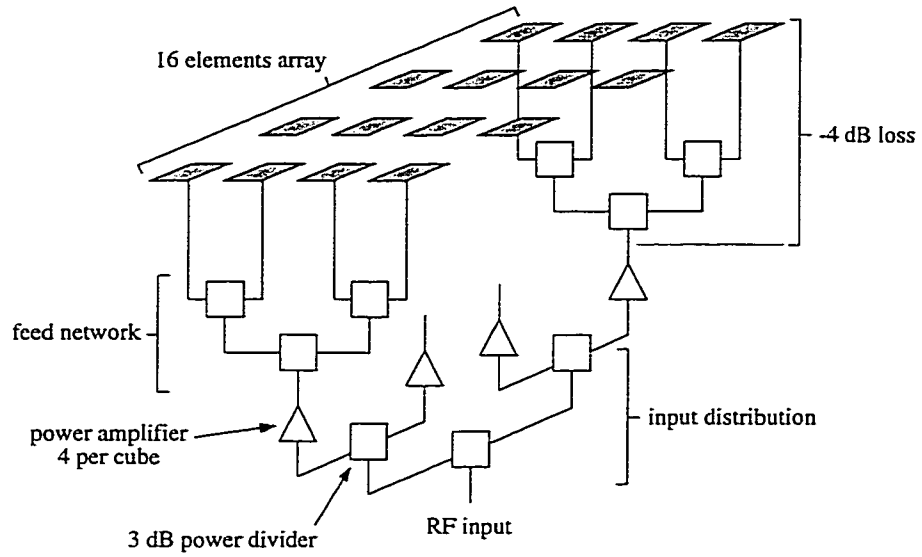 16 elements array
-4 dB loss
feed network
power amplifier
4 per cube
input distribution
3 dB power divider
RF input